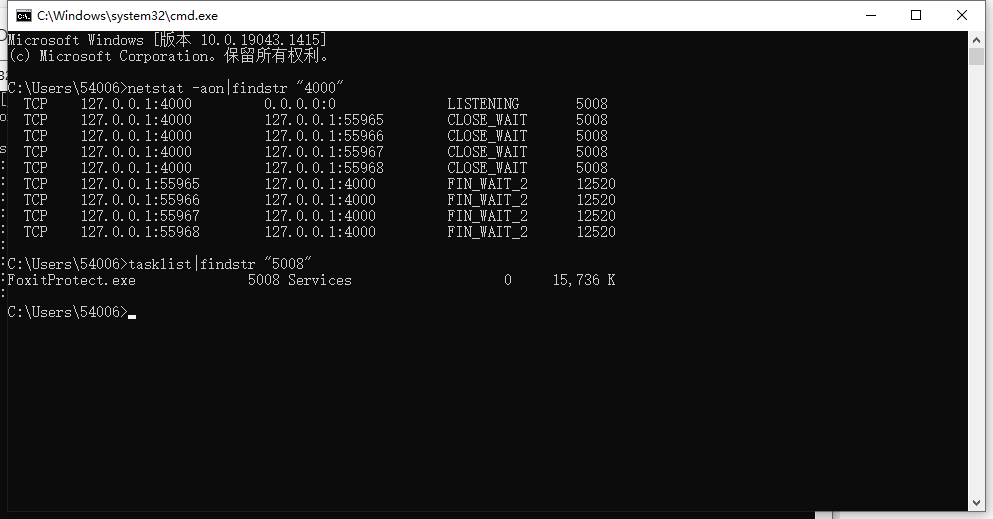 C:\Windows\system32\cmd.exe
Microsoft Windows [版本 10.0.19043.1415]
(c) Microsoft Corporation。保留所有权利。
C:\Users\54006>netstat -aon|findstr "4000"
TCP 127.0.0.1:4000 0.0.0.0:0 LISTENING 5008
TCP 127.0.0.1:4000 127.0.0.1:55965 CLOSE_WAIT 5008
TCP 127.0.0.1:4000 127.0.0.1:55966 CLOSE_WAIT 5008
TCP 127.0.0.1:4000 127.0.0.1:55967 CLOSE_WAIT 5008
TCP 127.0.0.1:4000 127.0.0.1:55968 CLOSE_WAIT 5008
TCP 127.0.0.1:55965 127.0.0.1:4000 FIN_WAIT_2 12520
TCP 127.0.0.1:55966 127.0.0.1:4000 FIN_WAIT_2 12520
TCP 127.0.0.1:55967 127.0.0.1:4000 FIN_WAIT_2 12520
TCP 127.0.0.1:55968 127.0.0.1:4000 FIN_WAIT_2 12520
C:\Users\54006>tasklist|findstr "5008"
FoxitProtect.exe 5008 Services 0 15,736 K
C:\Users\54006>